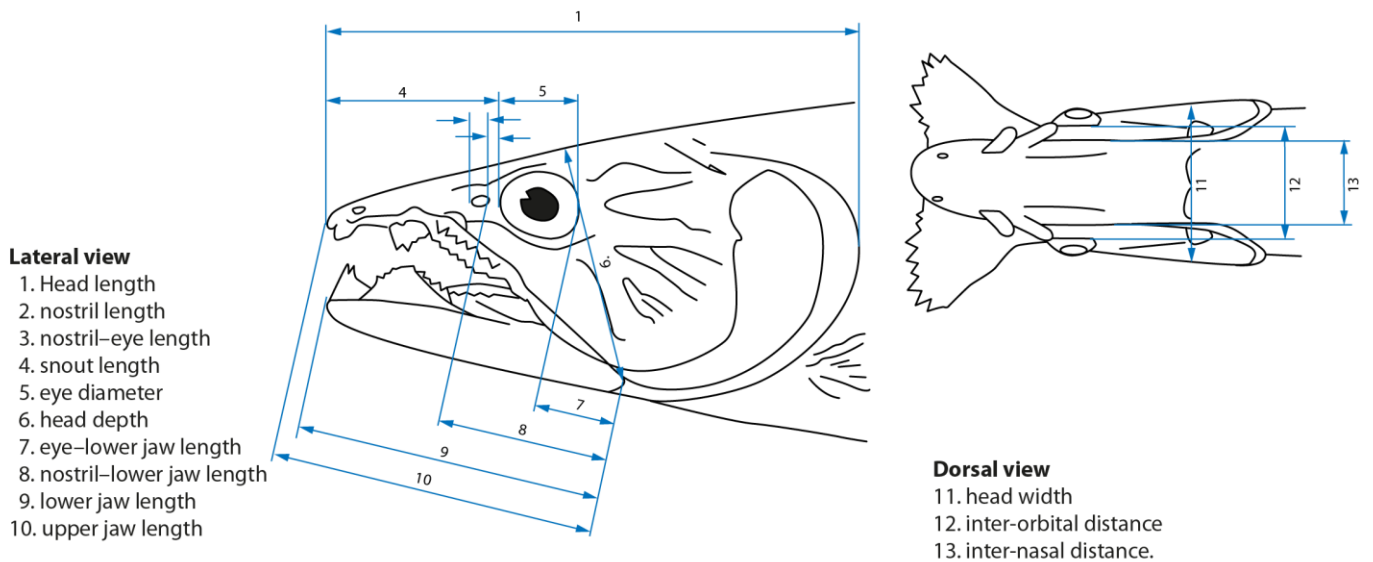 1
4
5
6.
7
8
9
10
11
12
13
Lateral view
1. Head length
2. nostril length
3. nostril–eye length
4. snout length
5. eye diameter
6. head depth
7. eye–lower jaw length
8. nostril–lower jaw length
9. lower jaw length
10. upper jaw length
Dorsal view
11. head width
12. inter-orbital distance
13. inter-nasal distance.